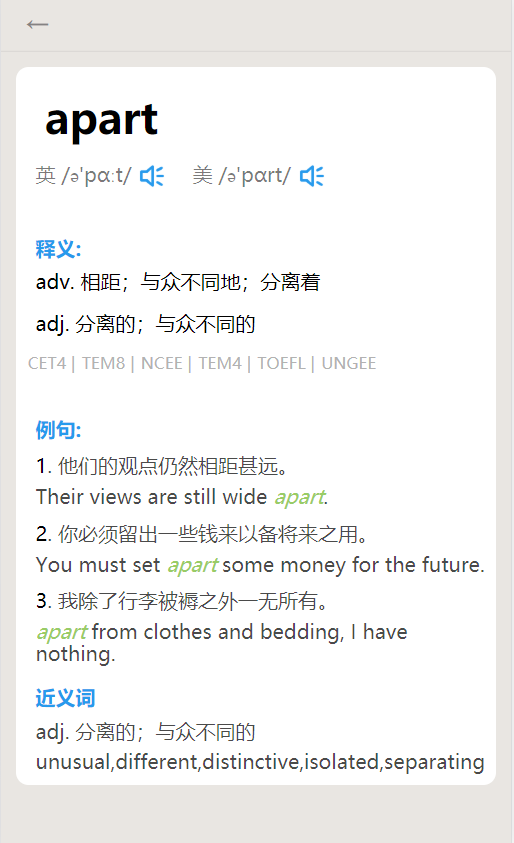 ←
apart
英 /ə'pɑːt/ 美 /ə'pɑrt/
释义:
adv. 相距；与众不同地；分离着
adj. 分离的；与众不同的
CET4 | TEM8 | NCEE | TEM4 | TOEFL | UNGEE
例句:
1. 他们的观点仍然相距甚远。
Their views are still wide apart.
2. 你必须留出一些钱来以备将来之用。
You must set apart some money for the future.
3. 我除了行李被褥之外一无所有。
apart from clothes and bedding, I have
nothing.
近义词
adj. 分离的；与众不同的
unusual,different,distinctive,isolated,separating